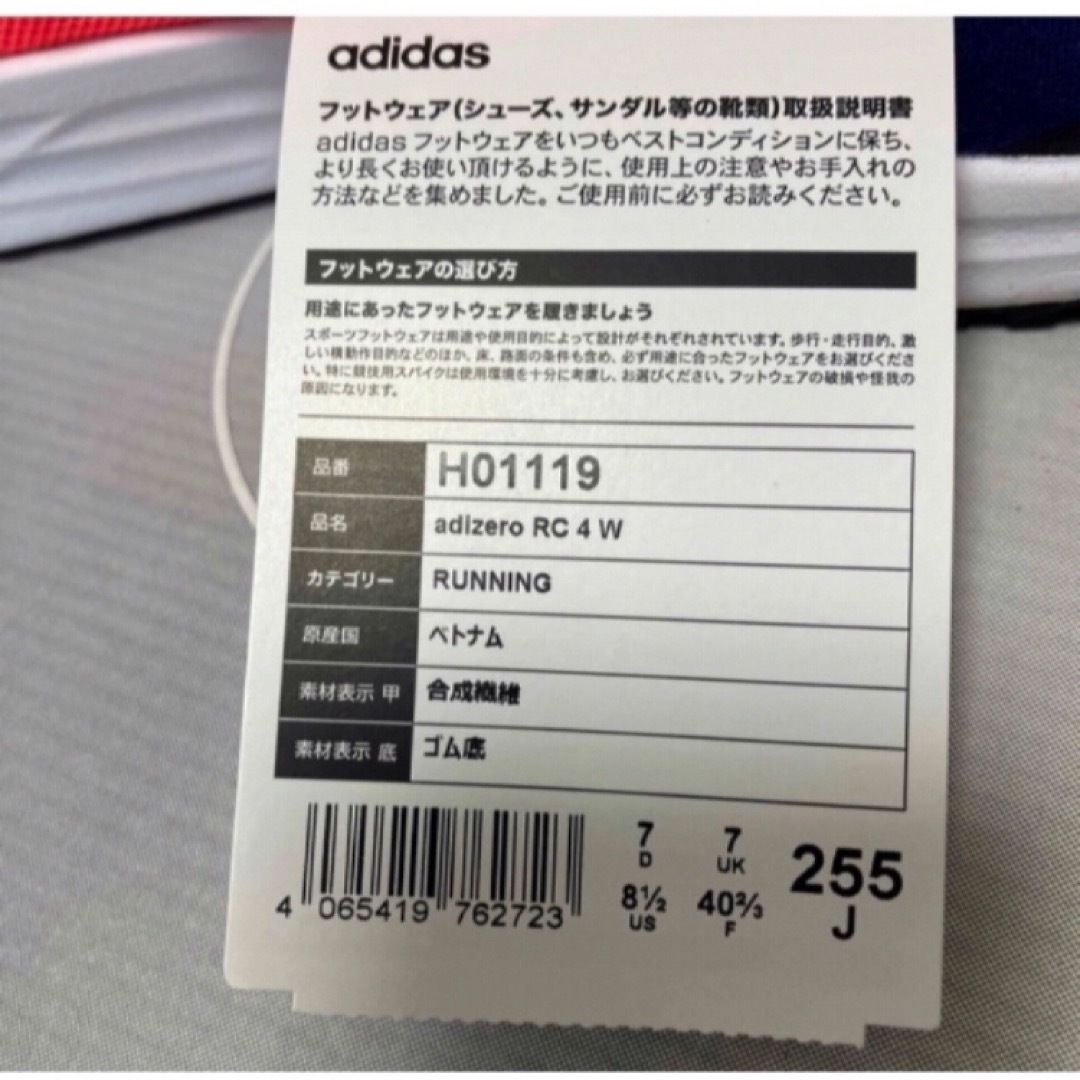 adidas
フットウェア(シューズ、サンダル等の靴類)取扱説明書
adidas フットウェアをいつもベストコンディションに保ち、
より長くお使い頂けるように、使用上の注意やお手入れの
方法などを集めました。ご使用前に必ずお読みください。
フットウェアの選び方
用途にあったフットウェアを履きましょう
スポーツフットウェアは用途や使用目的によって設計がそれぞれされています。歩行・走行目的、激
しい横動作目的などのほか、床、路面の条件も含め、必ず用途に合ったフットウェアをお選びくださ
い。特に競技用スパイクは使用環境を十分に考慮し、お選びください。フットウェアの破損や怪我の
原因になります。
品番 H01119
品名 adizero RC 4 W
カテゴリー RUNNING
原産国 ベトナム
素材表示 甲 合成繊維
素材表示 底 ゴム底
7 7 255
D UK J
8½ 40⅔
US F
4 065419 762723